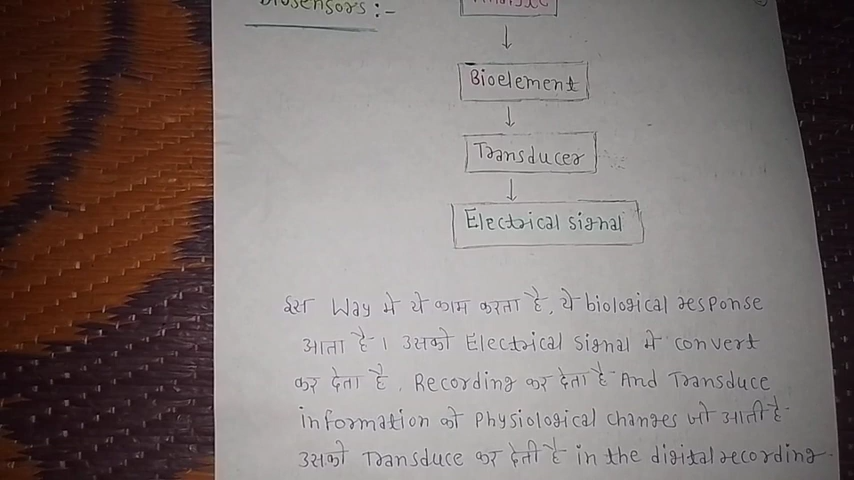 Biosensors :-
Bioelement
Transducer
Electrical signal
इस Way मे ये काम करता है, ये biological response
आता है। उसको Electrical signal मे convert
कर देता है, Recording कर देता है And Transduce
information को Physiological changes जो आती है
उसको Transduce कर देती है in the digital recording.